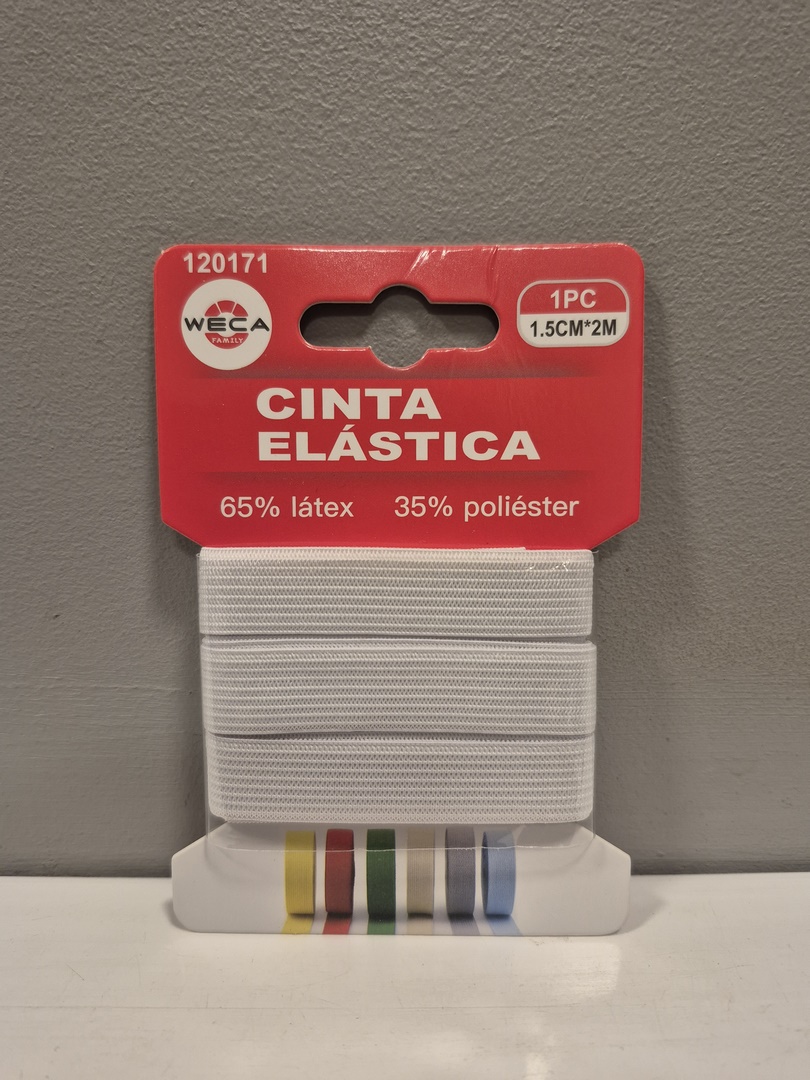 120171
WECA
FAMILY
1PC
1.5CM*2M
CINTA
ELÁSTICA
65% látex 35% poliéster